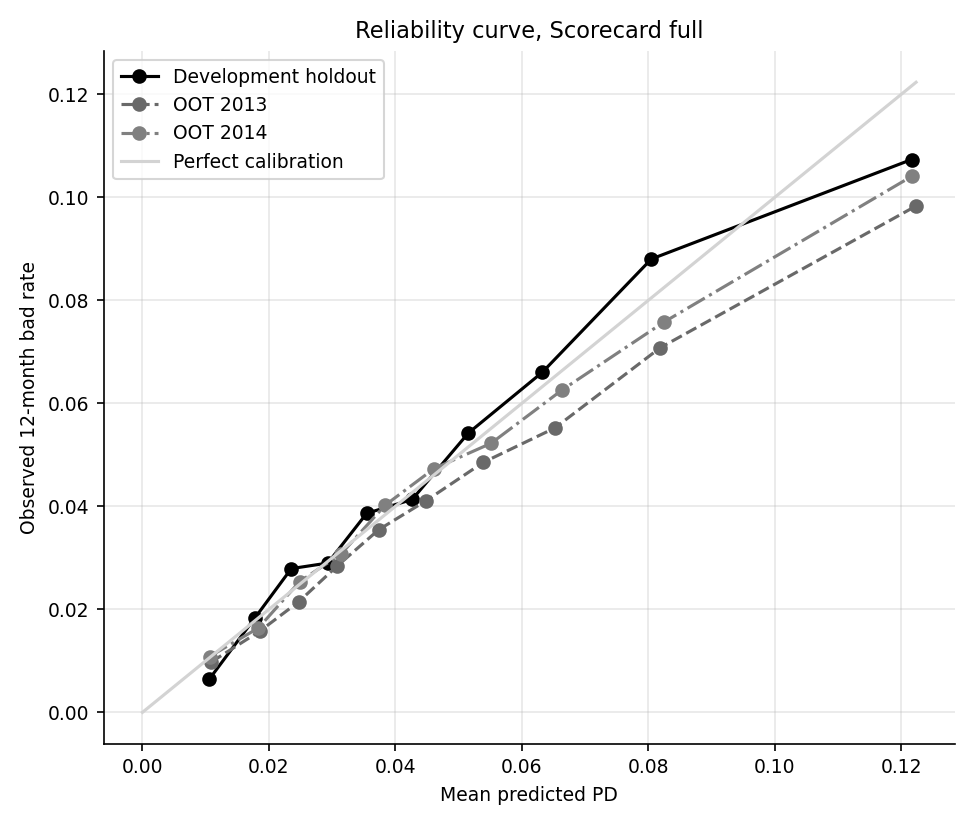 Reliability curve, Scorecard full
Development holdout
OOT 2013
OOT 2014
Perfect calibration
0.12
0.10
0.08
0.06
0.04
0.02
0.00
Observed 12-month bad rate
0.00 0.02 0.04 0.06 0.08 0.10 0.12
Mean predicted PD